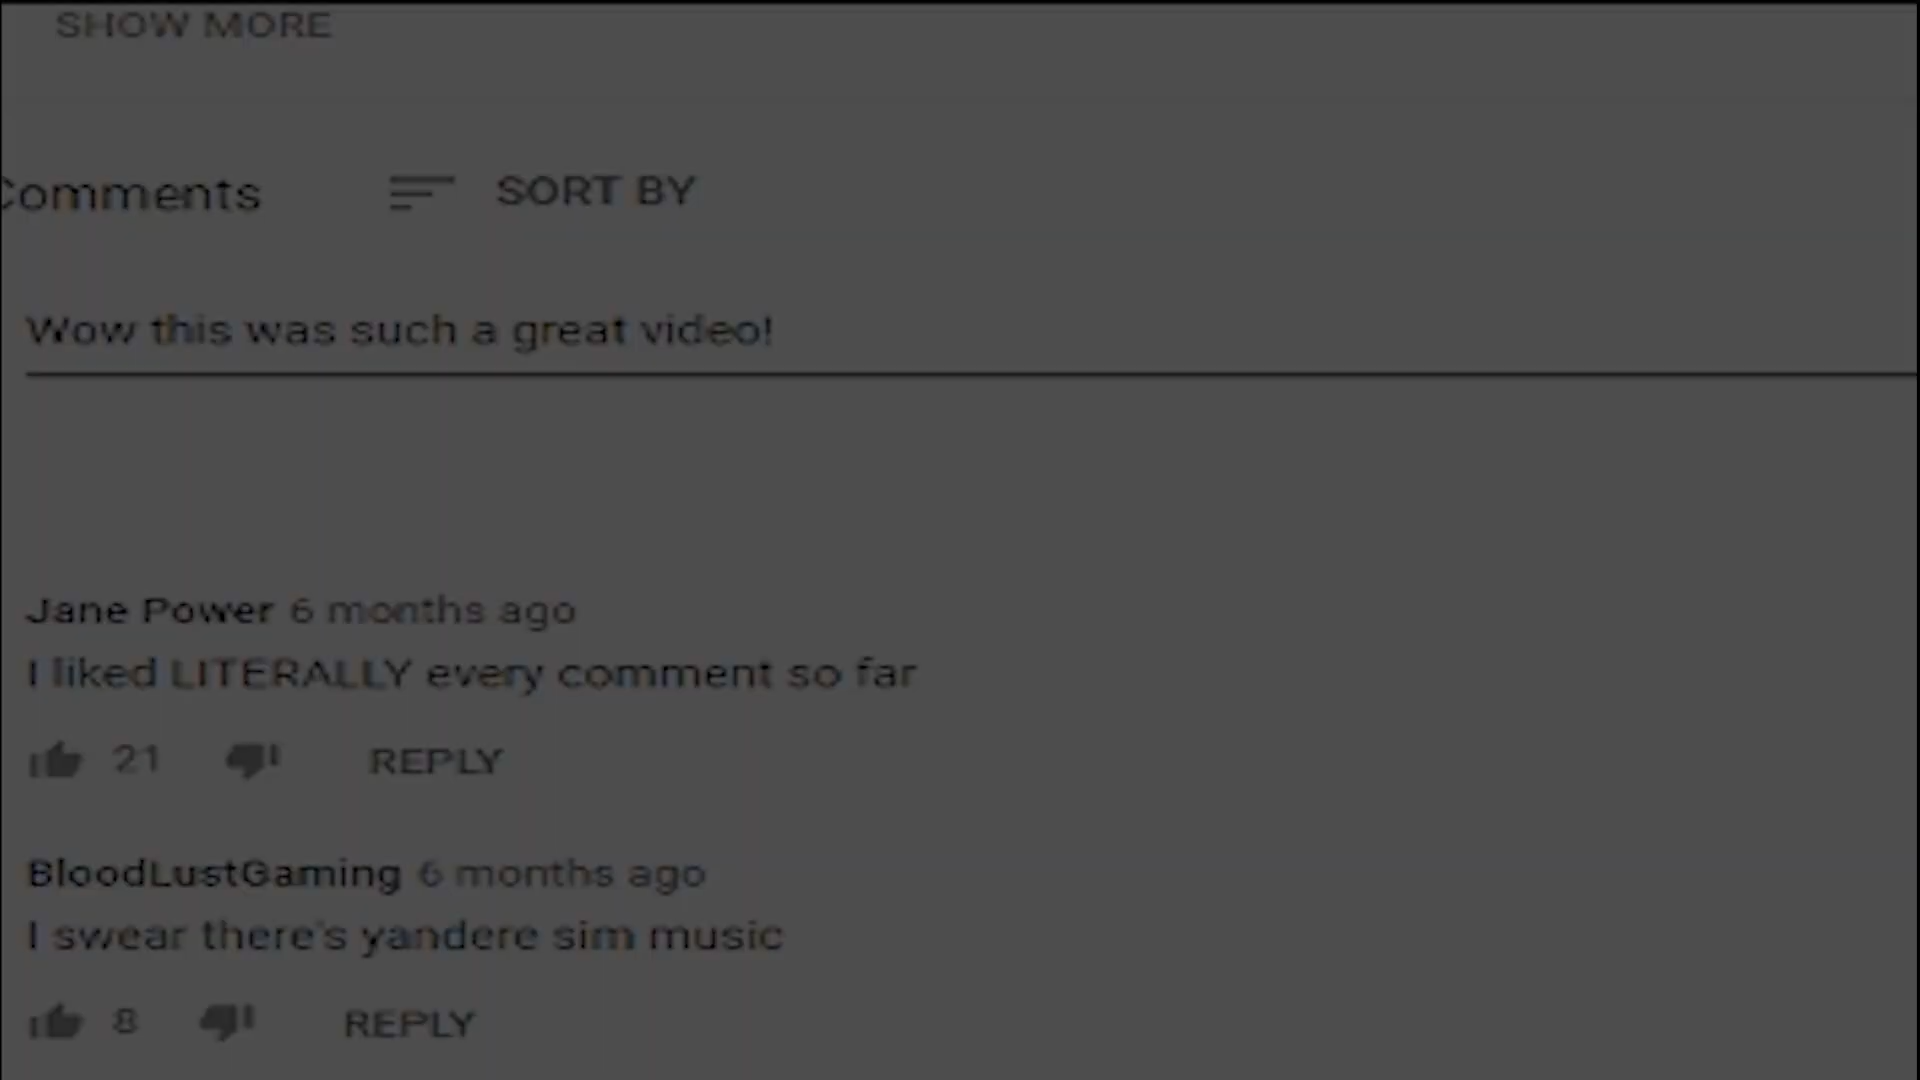 SHOW MORE
Comments
SORT BY
Wow this was such a great video!
Jane Power 6 months ago
I liked LITERALLY every comment so far
21 REPLY
BloodLustGaming 6 months ago
I swear there's yandere sim music
8 REPLY